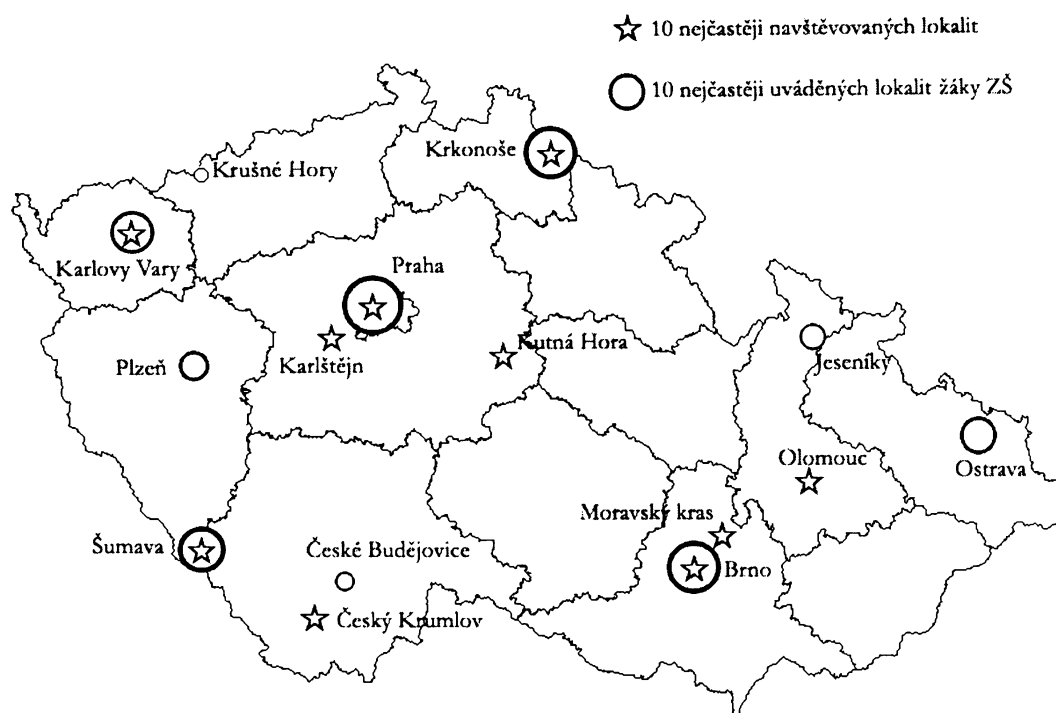 10 nejčastěji navštěvovaných lokalit
10 nejčastěji uváděných lokalit žáky ZŠ
Krkonoše
Krušné Hory
Karlovy Vary
Praha
Kutná Hora
Karlštějn
Plzeň
Jeseníky
Olomouc
Ostrava
Moravský kras
Šumava
České Budějovice
Brno
Český Krumlov